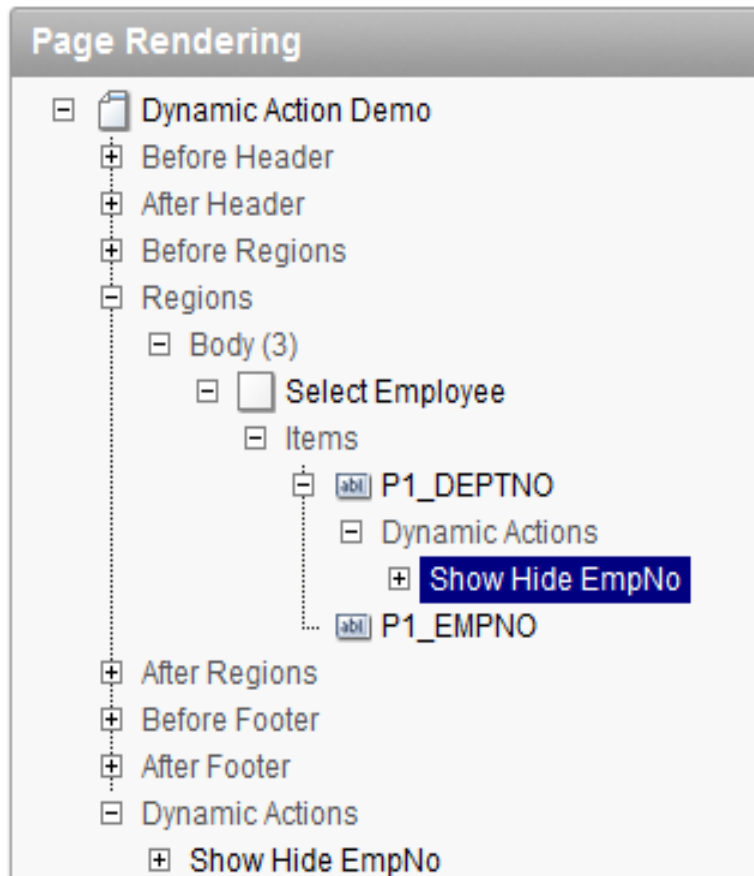 Page Rendering
Dynamic Action Demo
Before Header
After Header
Before Regions
Regions
Body (3)
Select Employee
Items
P1_DEPTNO
Dynamic Actions
Show Hide EmpNo
P1_EMPNO
After Regions
Before Footer
After Footer
Dynamic Actions
Show Hide EmpNo